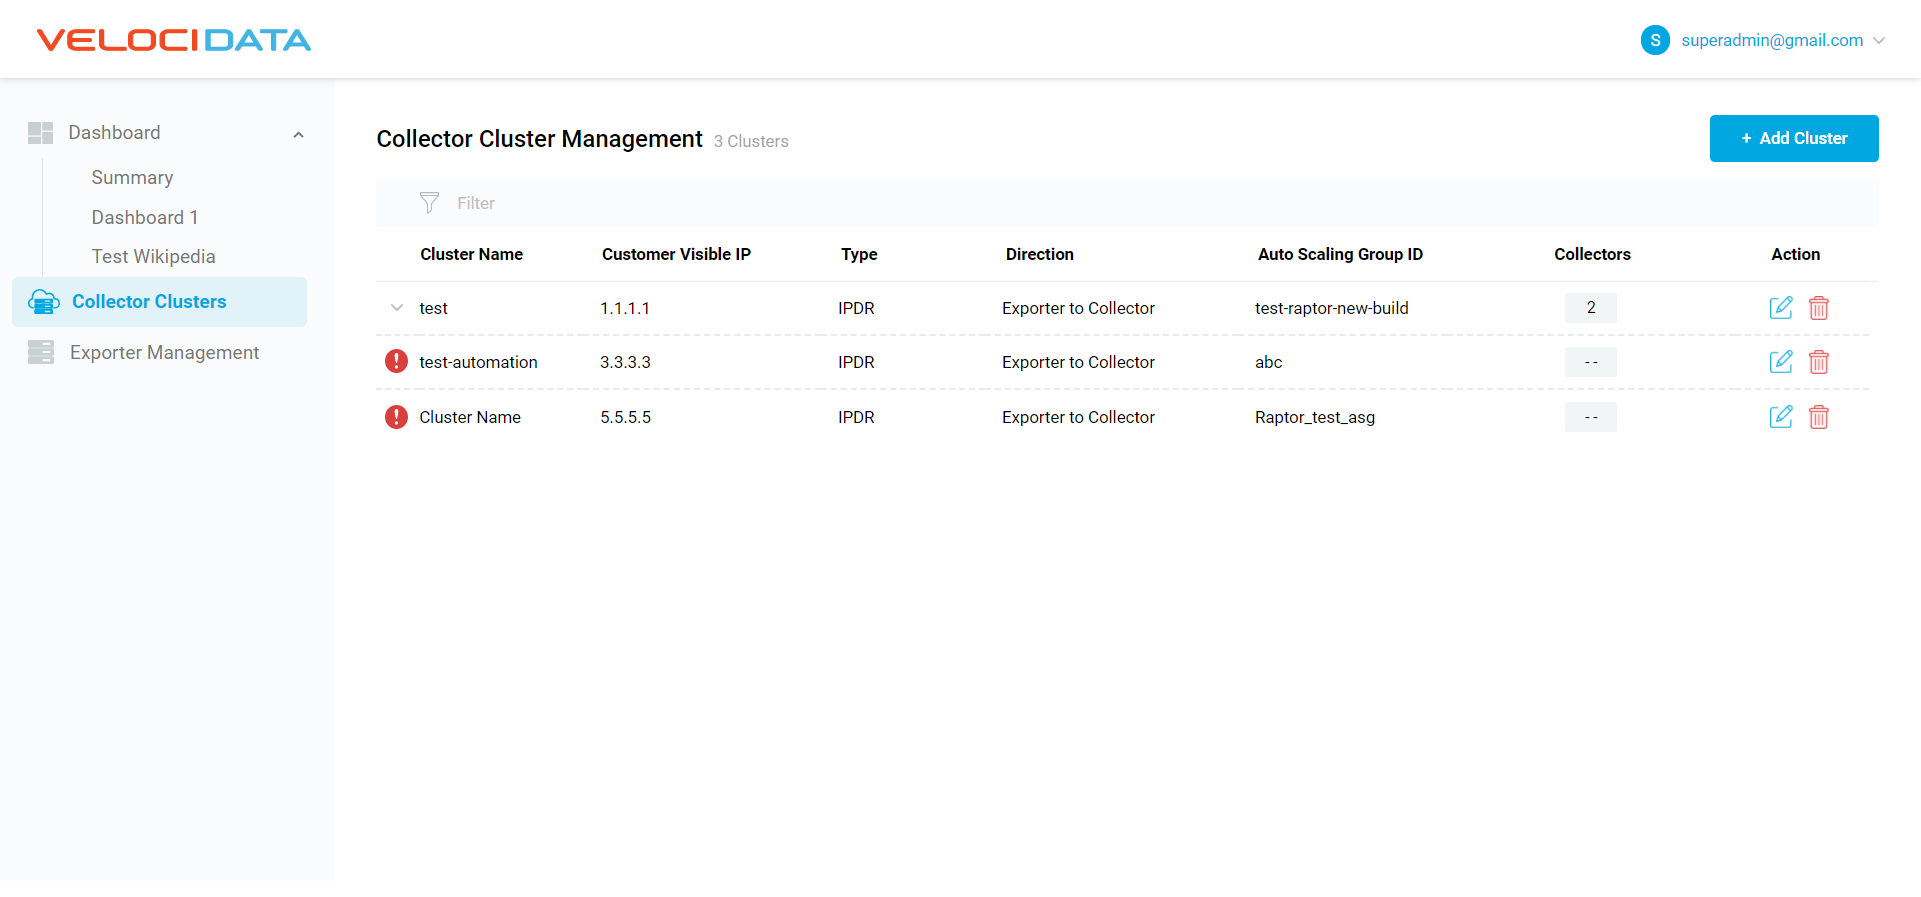 VELOCIDATA
S superadmin@gmail.com
Dashboard
Summary
Dashboard 1
Test Wikipedia
Collector Clusters
Exporter Management
Collector Cluster Management 3 Clusters
+ Add Cluster
Filter
Cluster Name Customer Visible IP Type Direction Auto Scaling Group ID Collectors Action
test 1.1.1.1 IPDR Exporter to Collector test-raptor-new-build 2
! test-automation 3.3.3.3 IPDR Exporter to Collector abc --
! Cluster Name 5.5.5.5 IPDR Exporter to Collector Raptor_test_asg --